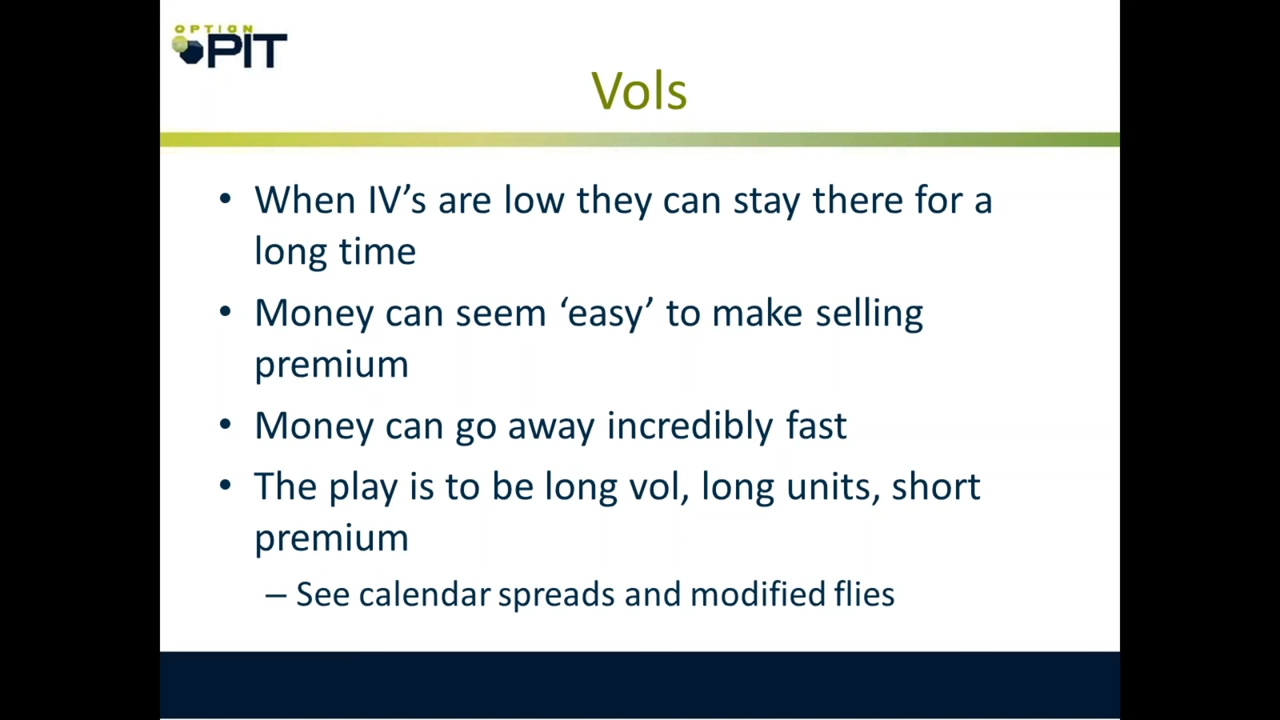 OPTION
PIT
Vols
• When IV's are low they can stay there for a
long time
• Money can seem ‘easy’ to make selling
premium
• Money can go away incredibly fast
• The play is to be long vol, long units, short
premium
– See calendar spreads and modified flies